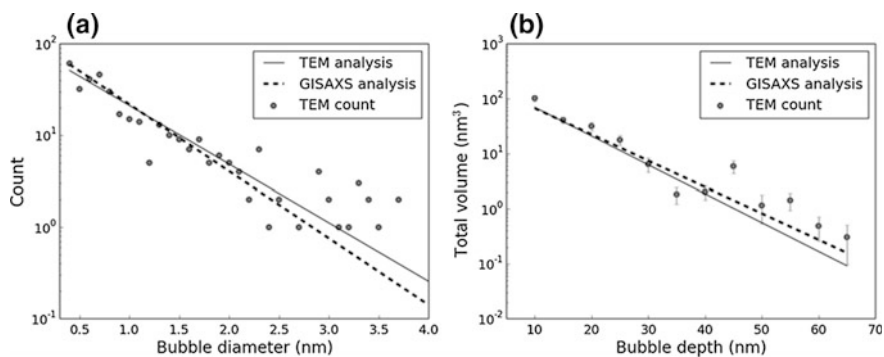 (a)
10²
10¹
10⁰
10⁻¹
Count
TEM analysis
GISAXS analysis
TEM count
0.5 1.0 1.5 2.0 2.5 3.0 3.5 4.0
Bubble diameter (nm)
(b)
10³
10²
10¹
10⁰
10⁻¹
10⁻²
Total volume (nm³)
TEM analysis
GISAXS analysis
TEM count
10 20 30 40 50 60 70
Bubble depth (nm)